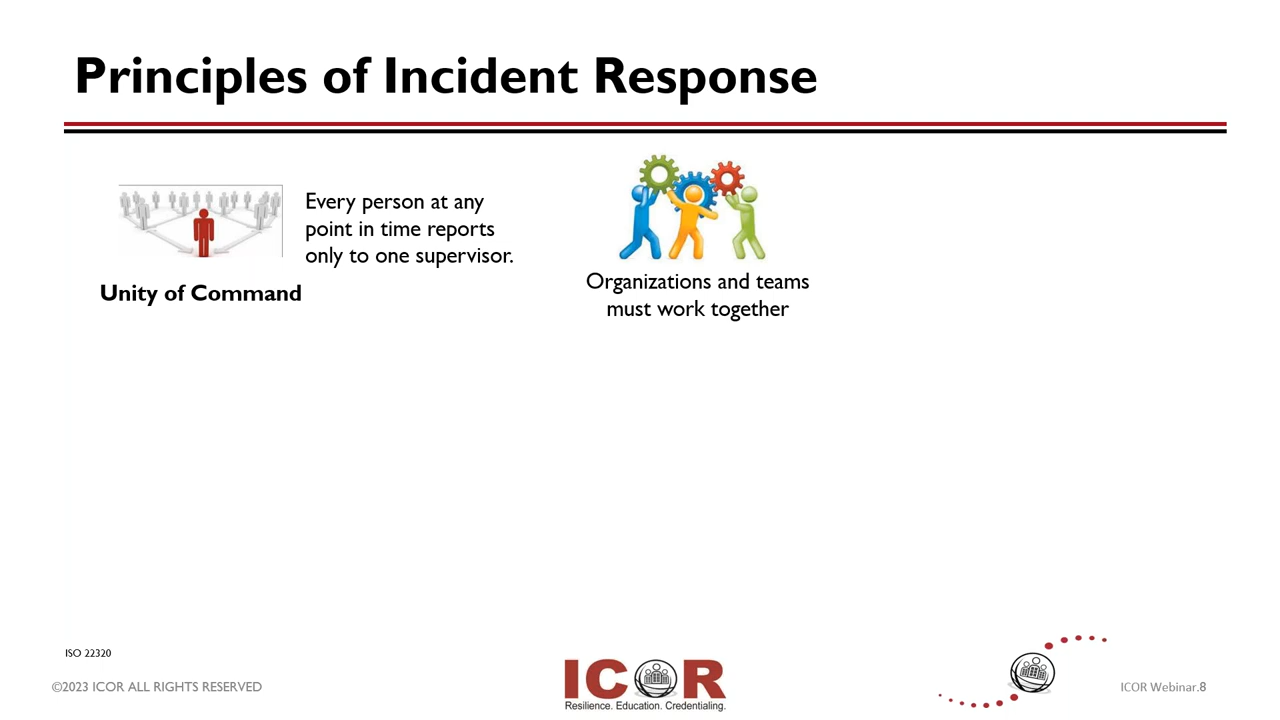 Principles of Incident Response
Every person at any
point in time reports
only to one supervisor.
Unity of Command
Organizations and teams
must work together
ISO 22320
©2023 ICOR ALL RIGHTS RESERVED
ICOR
Resilience. Education. Credentialing.
ICOR Webinar.8